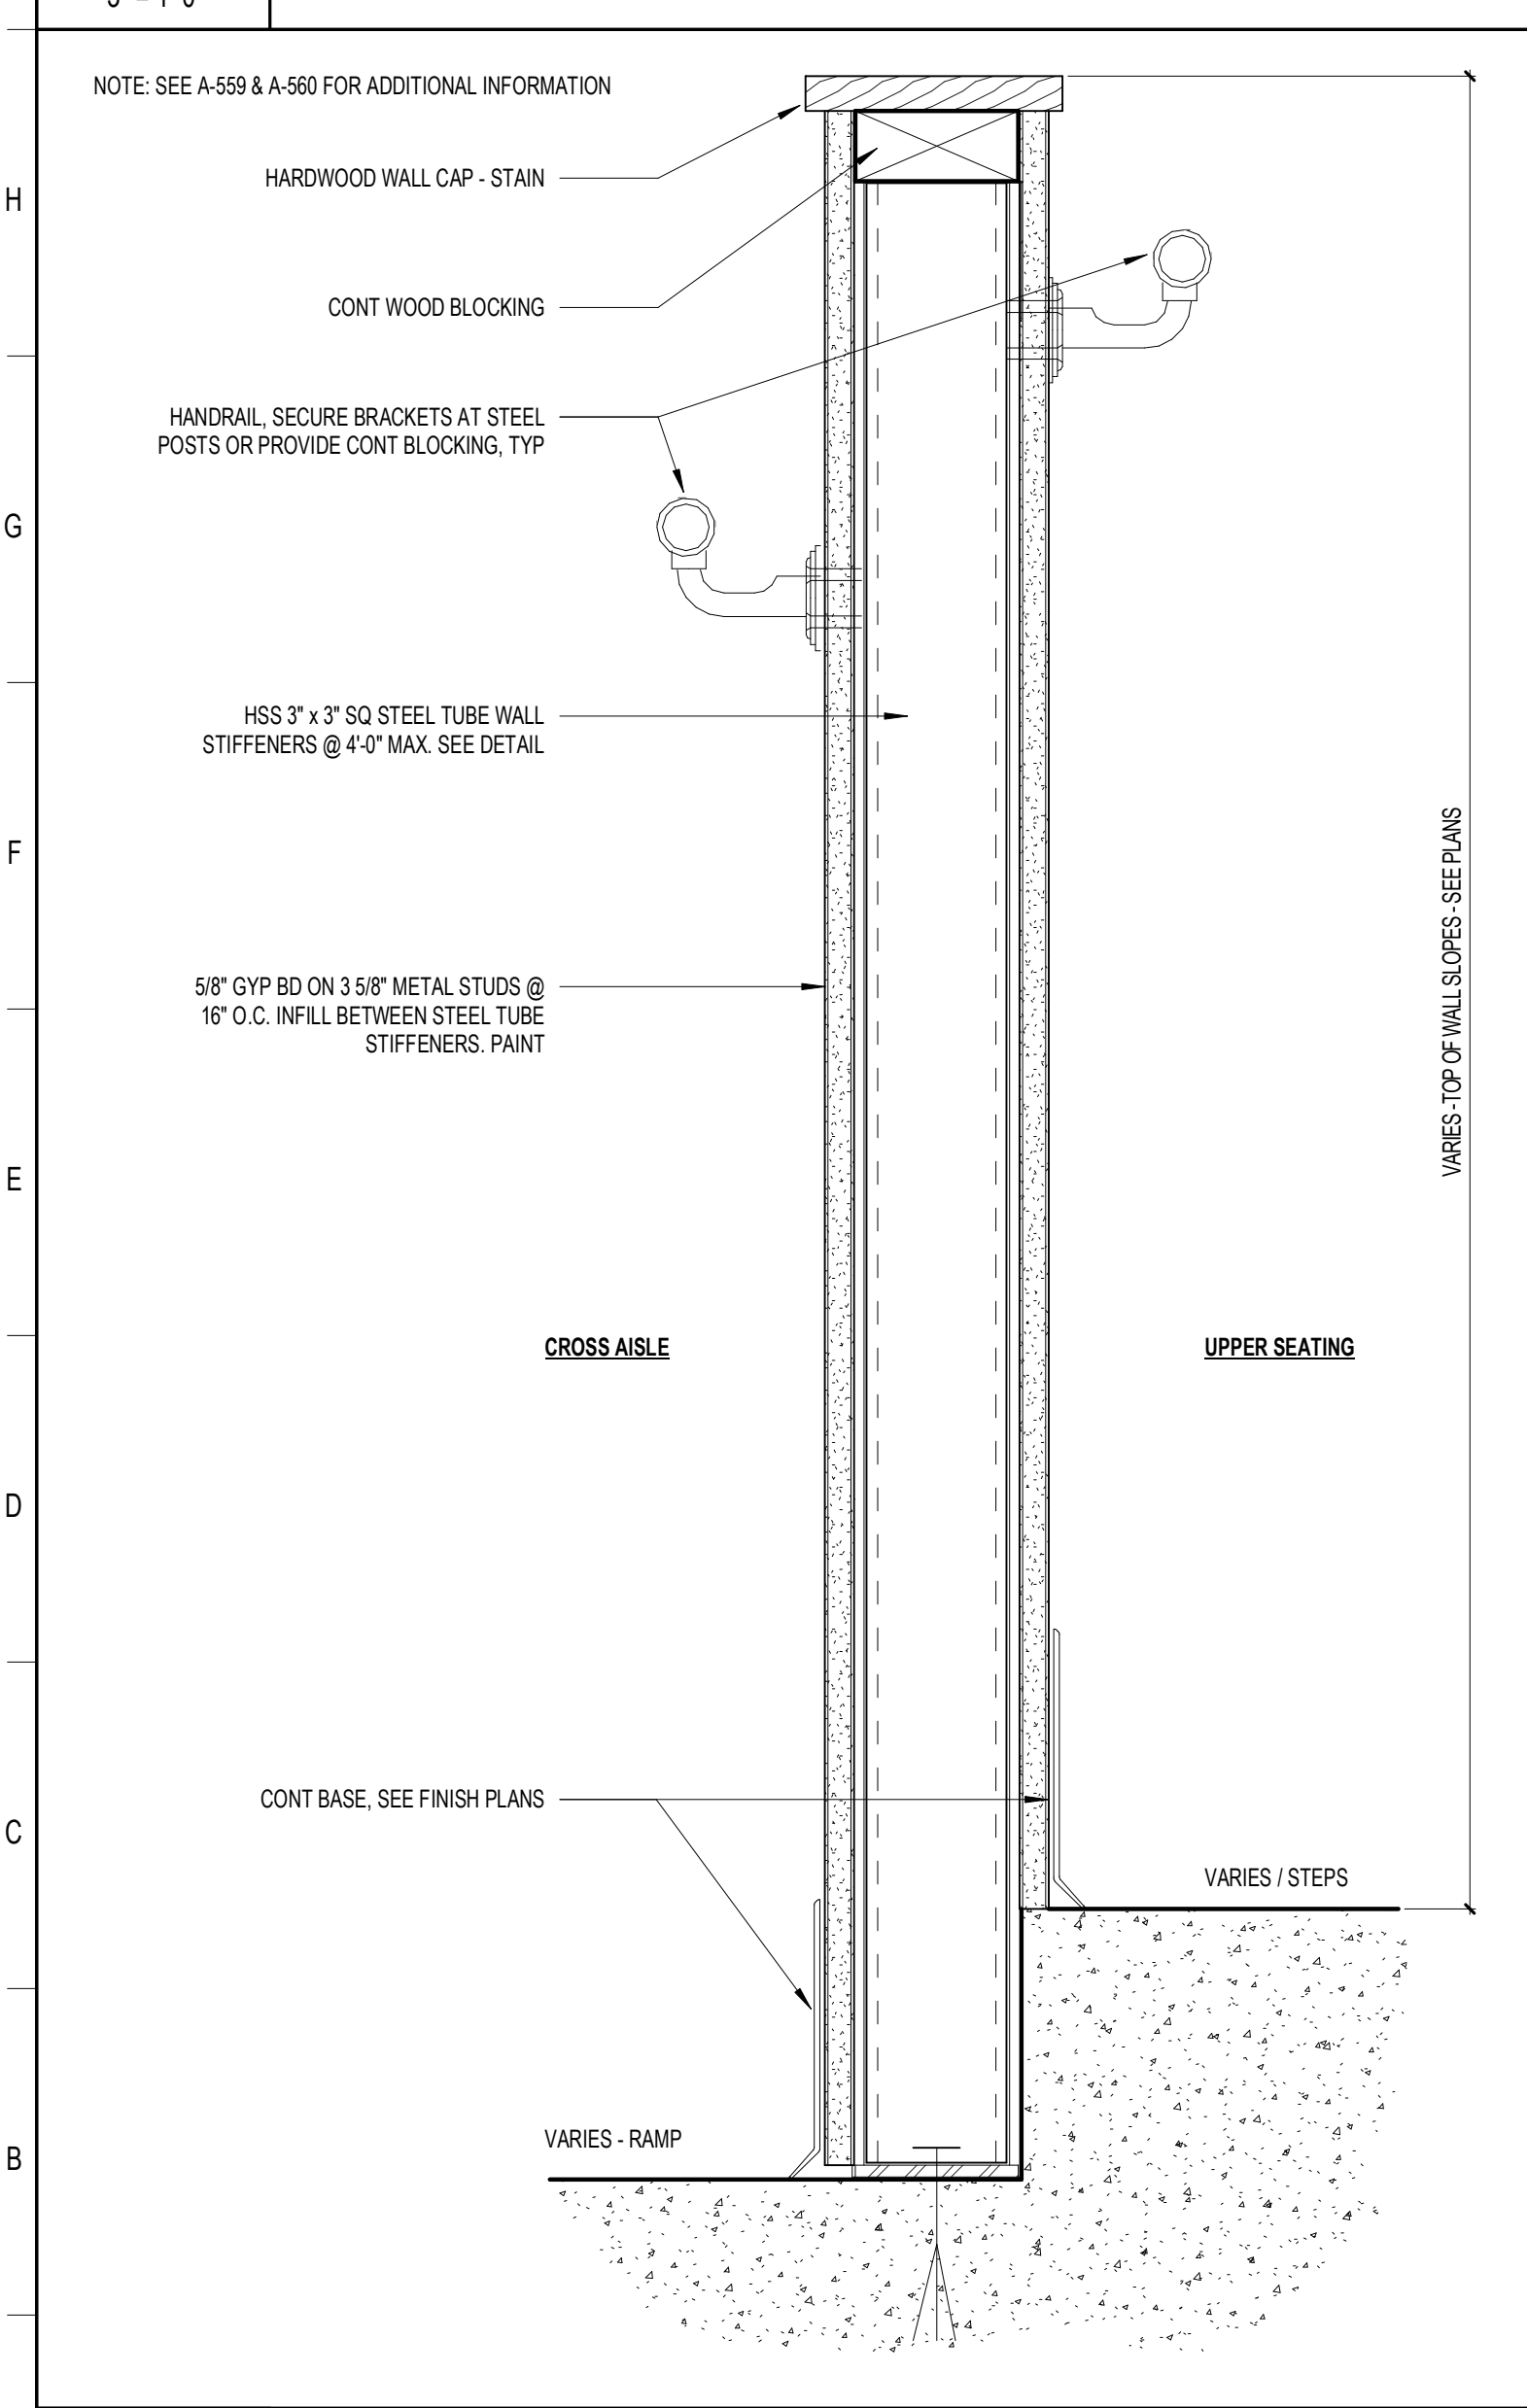 NOTE: SEE A-559 & A-560 FOR ADDITIONAL INFORMATION
HARDWOOD WALL CAP - STAIN
H
CONT WOOD BLOCKING
HANDRAIL, SECURE BRACKETS AT STEEL
POSTS OR PROVIDE CONT BLOCKING, TYP
G
HSS 3" x 3" SQ STEEL TUBE WALL
STIFFENERS @ 4'-0" MAX. SEE DETAIL
F
VARIES - TOP OF WALL SLOPES - SEE PLANS
5/8" GYP BD ON 3 5/8" METAL STUDS @
16" O.C. INFILL BETWEEN STEEL TUBE
STIFFENERS. PAINT
E
CROSS AISLE
UPPER SEATING
D
CONT BASE, SEE FINISH PLANS
C
VARIES / STEPS
VARIES - RAMP
B